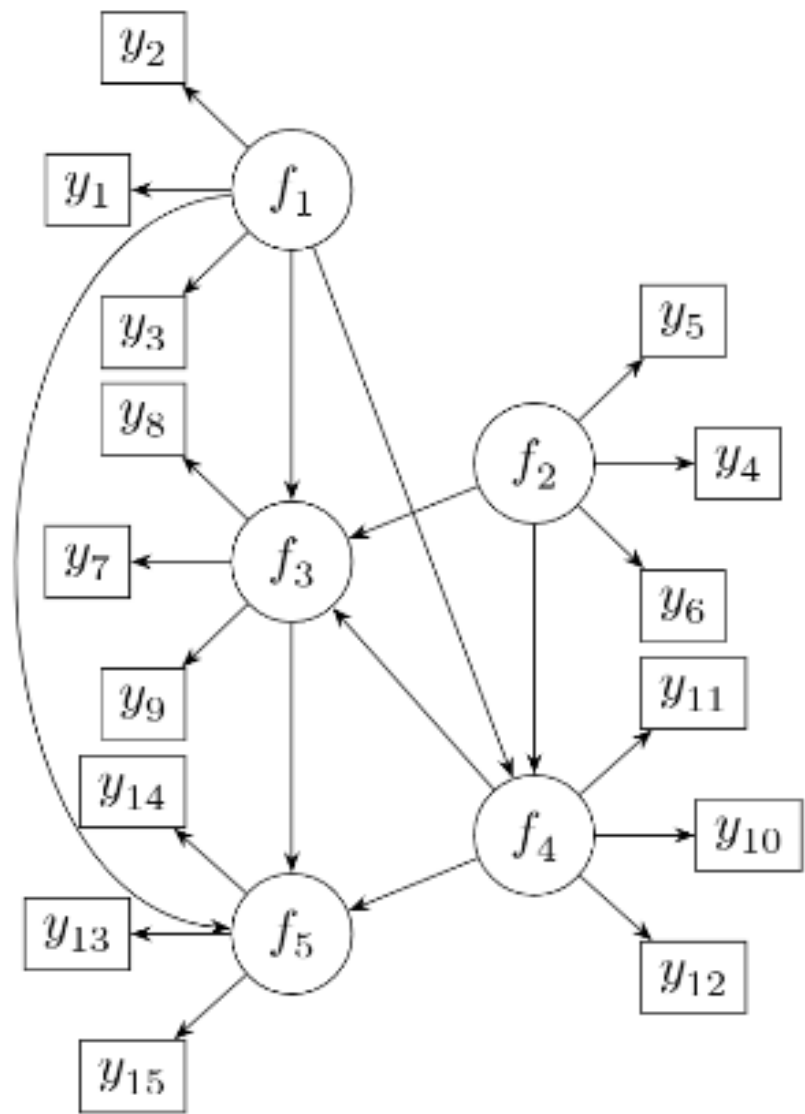 y₂
y₁
f₁
y₃
y₅
y₈
f₂
y₄
y₇
f₃
y₆
y₉
y₁₁
y₁₄
f₄
y₁₀
y₁₃
f₅
y₁₂
y₁₅